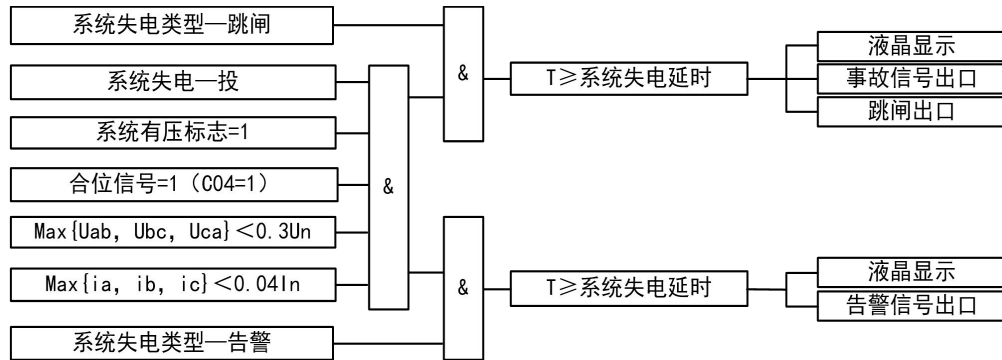 系统失电类型—跳闸
系统失电—投
系统有压标志=1
合位信号=1（C04=1）
Max{Uab, Ubc, Uca}＜0.3Un
Max{ia, ib, ic}＜0.04In
系统失电类型—告警
&
&
&
T≥系统失电延时
液晶显示
事故信号出口
跳闸出口
T≥系统失电延时
液晶显示
告警信号出口